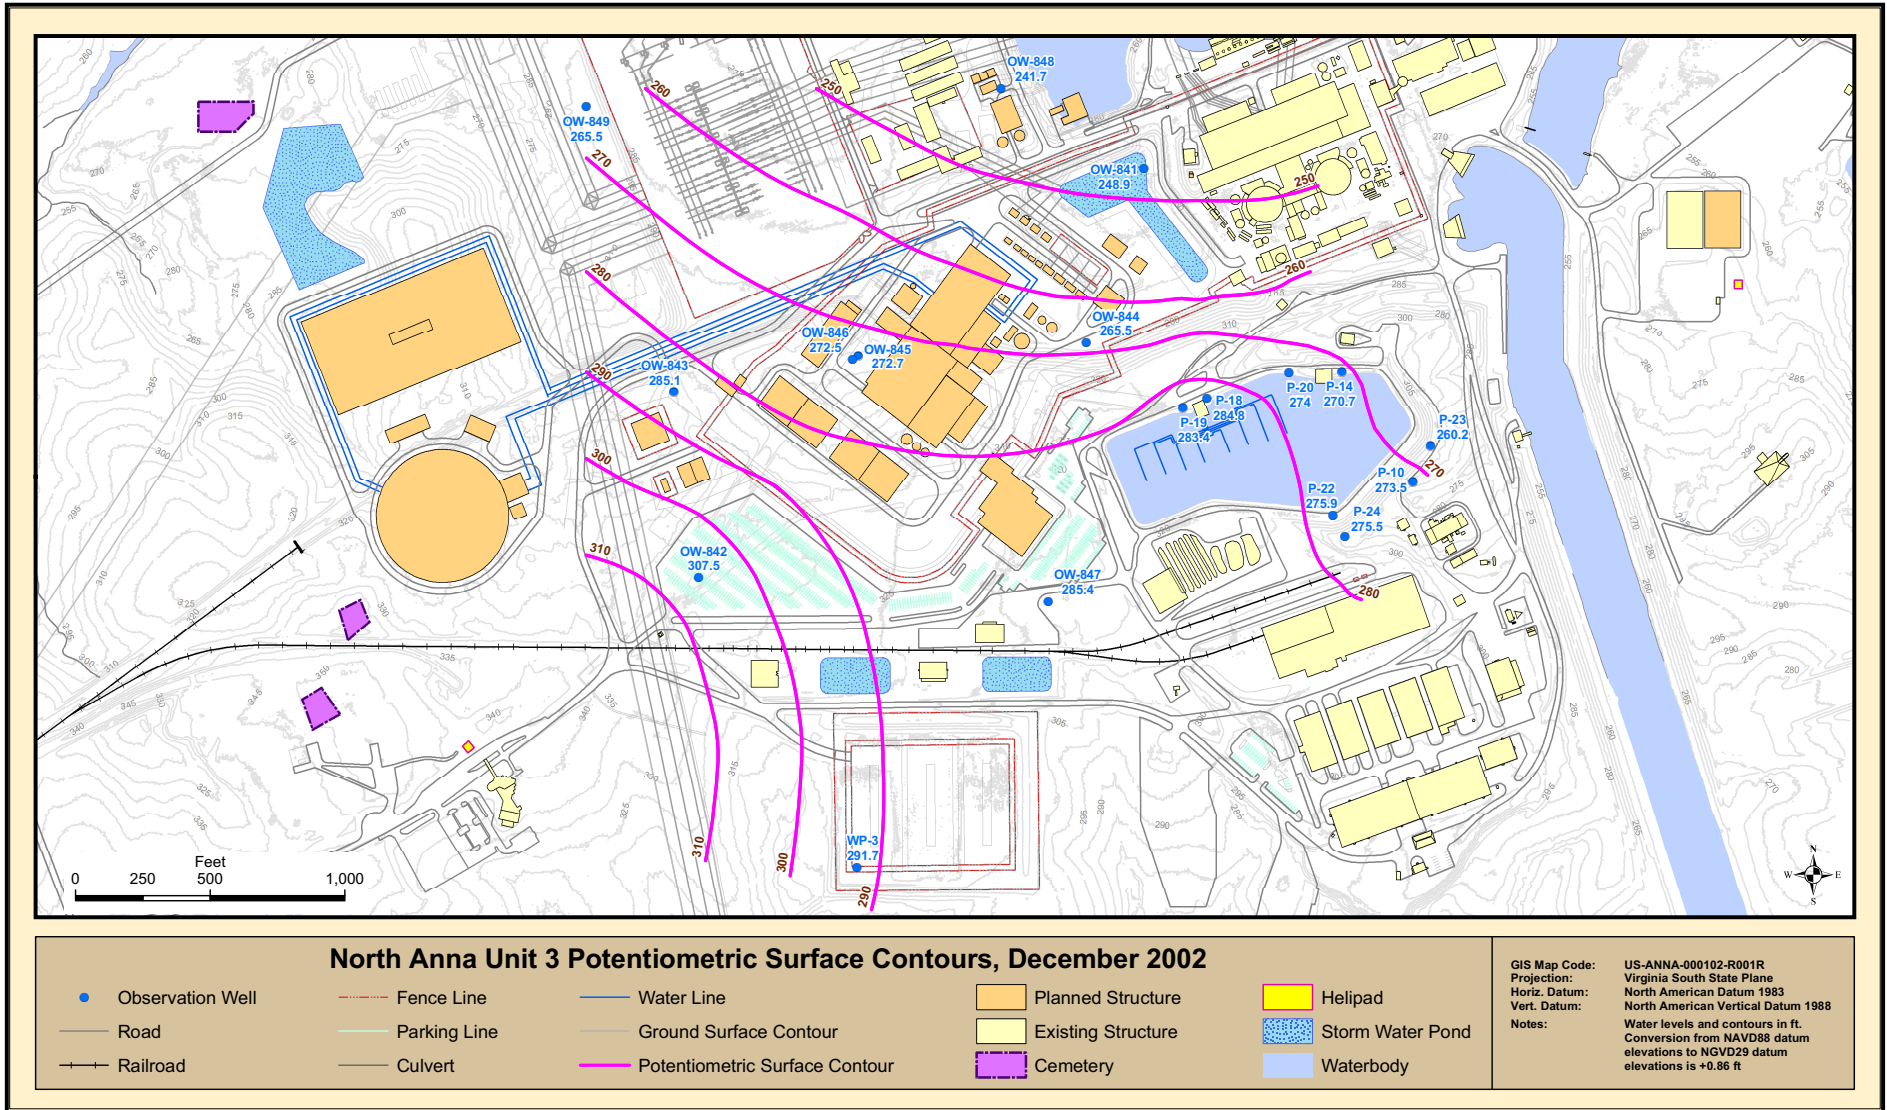 OW-848
241.7
OW-849
265.5
260
250
270
OW-841
248.9
250
260
280
OW-844
265.5
OW-846
272.5
OW-845
272.7
OW-843
285.1
290
P-20
274
P-14
270.7
P-18
284.8
P-19
283.4
P-23
260.2
270
P-10
273.5
P-22
275.9
P-24
275.5
300
310
OW-842
307.5
OW-847
285.4
280
WP-3
291.7
310
300
290
Feet
0 250 500 1,000
N
W E
S
North Anna Unit 3 Potentiometric Surface Contours, December 2002
Observation Well
Road
Railroad
Fence Line
Parking Line
Culvert
Water Line
Ground Surface Contour
Potentiometric Surface Contour
Planned Structure
Existing Structure
Cemetery
Helipad
Storm Water Pond
Waterbody
GIS Map Code: US-ANNA-000102-R001R
Projection: Virginia South State Plane
Horiz. Datum: North American Datum 1983
Vert. Datum: North American Vertical Datum 1988
Notes: Water levels and contours in ft.
Conversion from NAVD88 datum
elevations to NGVD29 datum
elevations is +0.86 ft